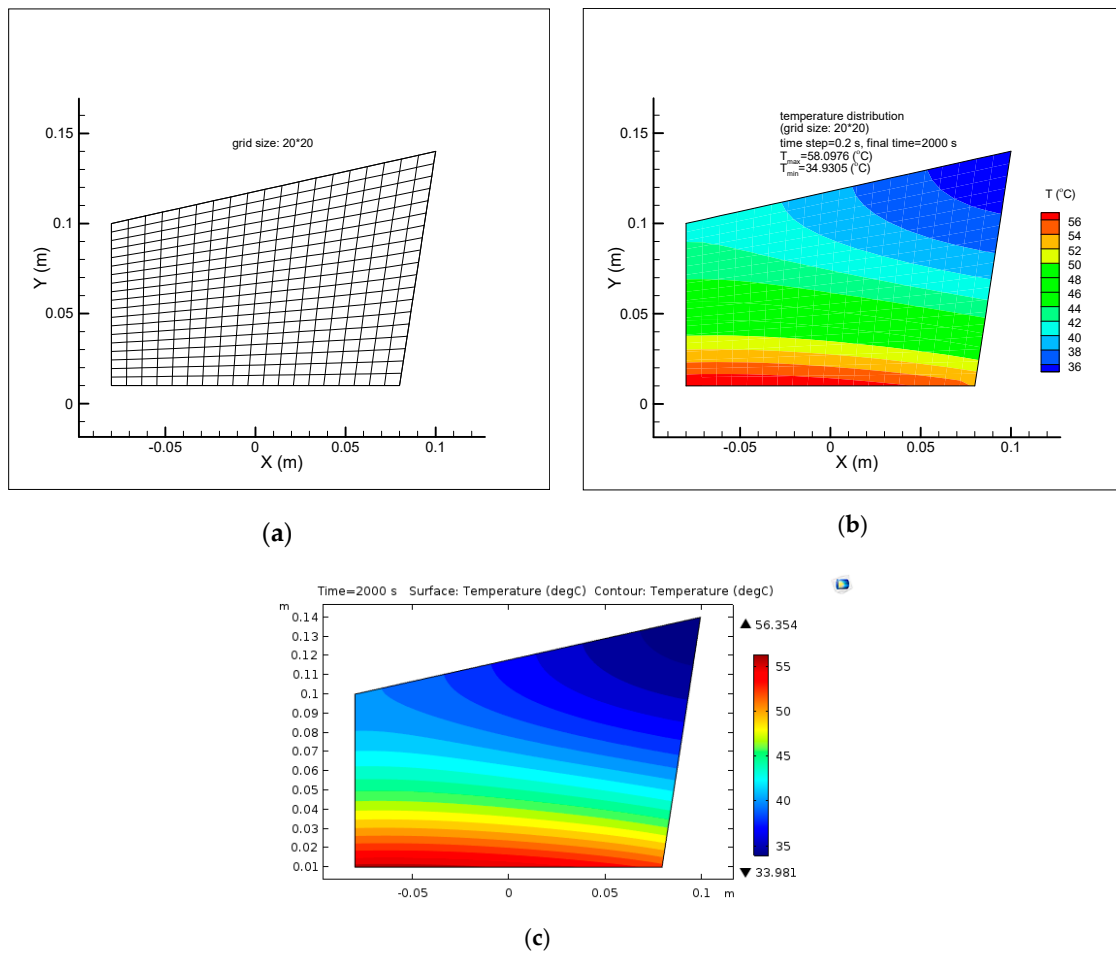 grid size: 20*20
0.15
0.1
0.05
0
Y (m)
-0.05 0 0.05 0.1
X (m)
(a)
temperature distribution
(grid size: 20*20)
time step=0.2 s, final time=2000 s
Tmax=58.0976 (°C)
Tmin=34.9305 (°C)
0.15
0.1
0.05
0
Y (m)
-0.05 0 0.05 0.1
X (m)
T (°C)
56
54
52
50
48
46
44
42
40
38
36
(b)
Time=2000 s Surface: Temperature (degC) Contour: Temperature (degC)
m
0.14
0.13
0.12
0.11
0.1
0.09
0.08
0.07
0.06
0.05
0.04
0.03
0.02
0.01
-0.05 0 0.05 0.1 m
▲ 56.354
55
50
45
40
35
▼ 33.981
(c)